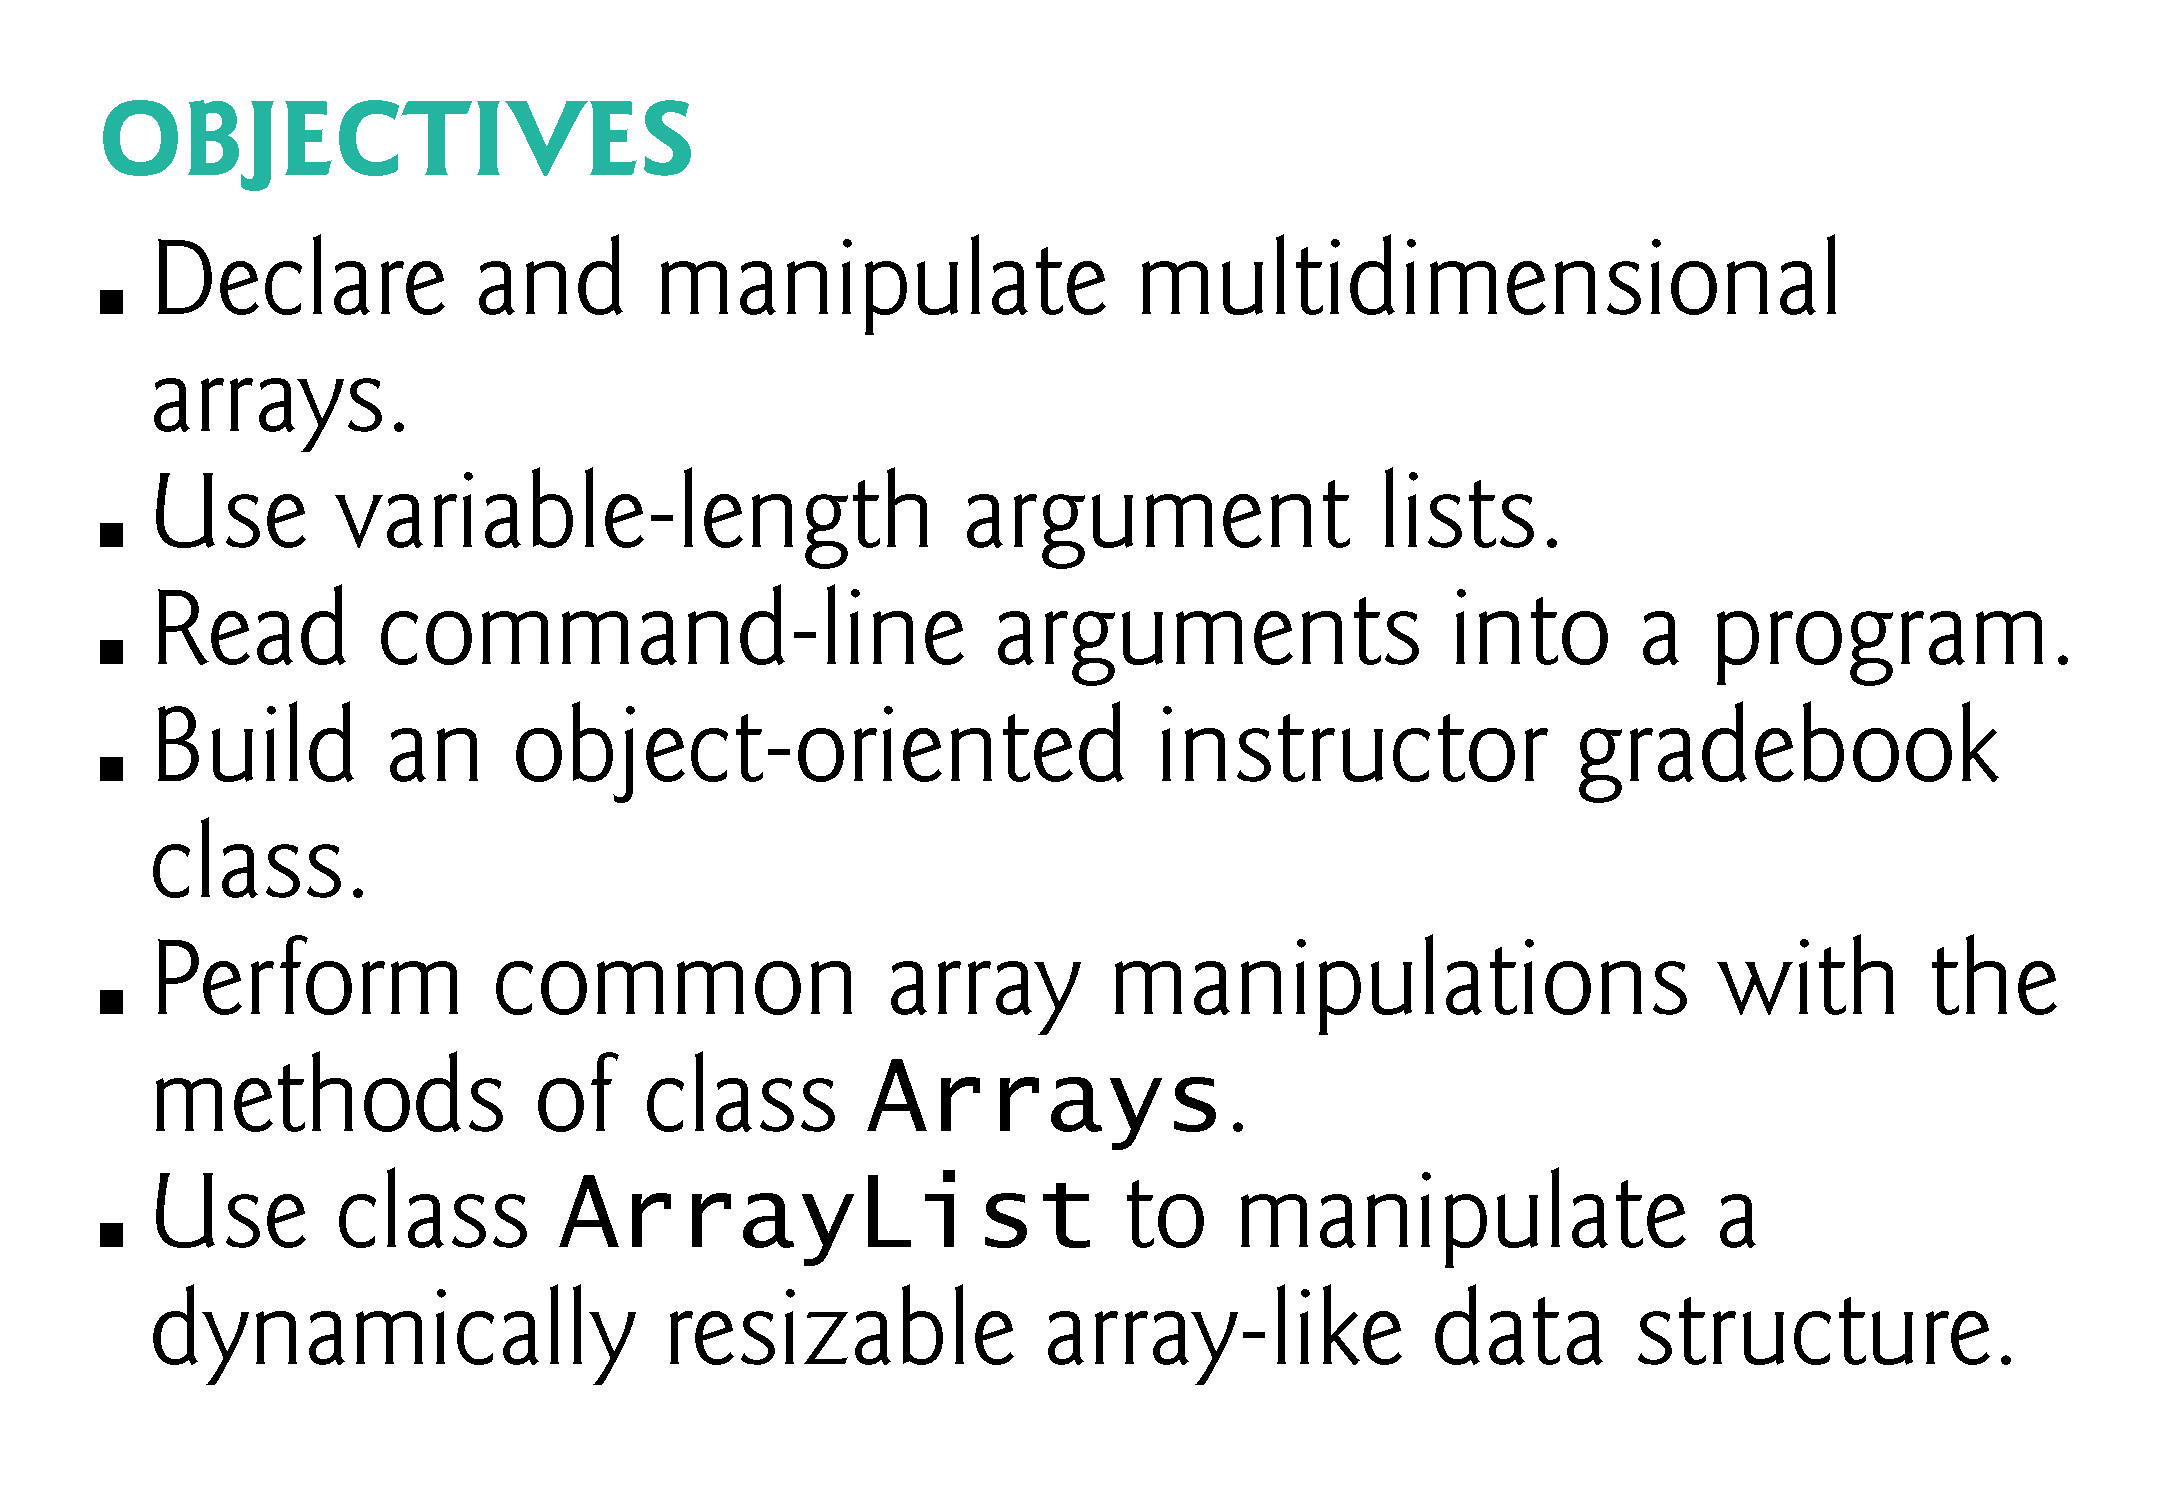 OBJECTIVES
▪ Declare and manipulate multidimensional
arrays.
▪ Use variable-length argument lists.
▪ Read command-line arguments into a program.
▪ Build an object-oriented instructor gradebook
class.
▪ Perform common array manipulations with the
methods of class Arrays.
▪ Use class ArrayList to manipulate a
dynamically resizable array-like data structure.